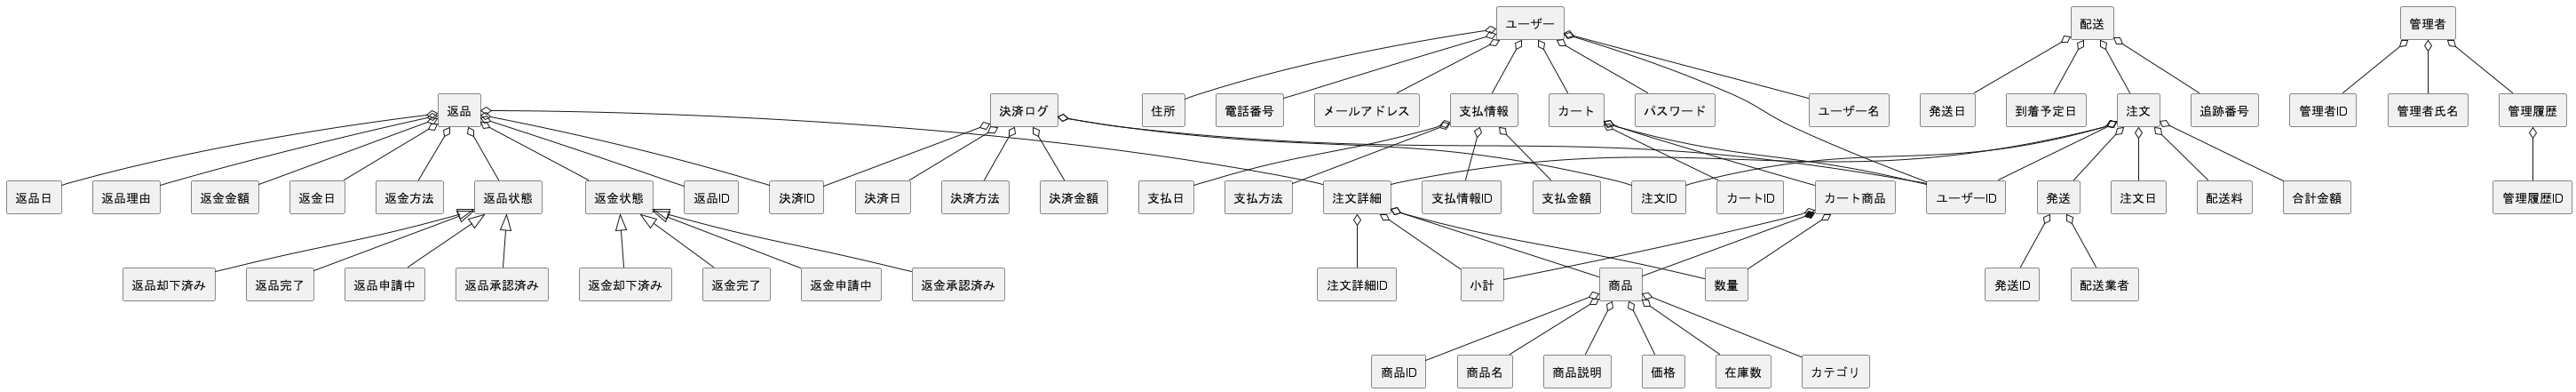 ユーザー
配送
管理者
返品
決済ログ
住所
電話番号
メールアドレス
支払情報
カート
パスワード
ユーザー名
発送日
到着予定日
注文
追跡番号
管理者ID
管理者氏名
管理履歴
返品日
返品理由
返金金額
返金日
返金方法
返品状態
返金状態
返品ID
決済ID
決済日
決済方法
決済金額
支払日
支払方法
注文詳細
支払情報ID
支払金額
注文ID
カートID
カート商品
ユーザーID
発送
注文日
配送料
合計金額
管理履歴ID
返品却下済み
返品完了
返品申請中
返品承認済み
返金却下済み
返金完了
返金申請中
返金承認済み
注文詳細ID
小計
商品
数量
発送ID
配送業者
商品ID
商品名
商品説明
価格
在庫数
カテゴリ